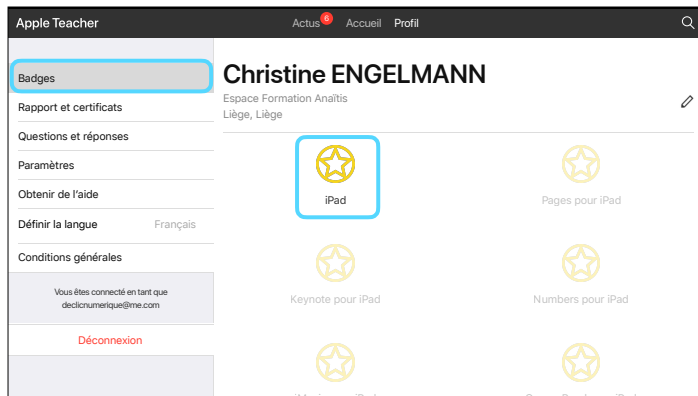 Apple Teacher
Actus 6 Accueil Profil
Badges
Rapport et certificats
Questions et réponses
Paramètres
Obtenir de l'aide
Définir la langue Français
Conditions générales
Vous êtes connecté en tant que
declicnumerique@me.com
Déconnexion
Christine ENGELMANN
Espace Formation Anaïtis
Liège, Liège
iPad
Pages pour iPad
Keynote pour iPad
Numbers pour iPad